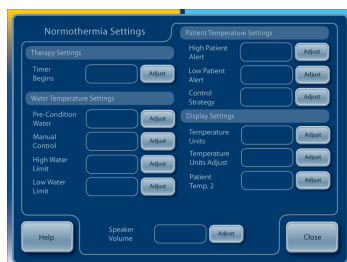 Normothermia Settings
Therapy Settings
Timer
Begins
Adjust
Water Temperature Settings
Pre-Condition
Water
Adjust
Manual
Control
Adjust
High Water
Limit
Adjust
Low Water
Limit
Adjust
Patient Temperature Settings
High Patient
Alert
Adjust
Low Patient
Alert
Adjust
Control
Strategy
Adjust
Display Settings
Temperature
Units
Adjust
Temperature
Units Adjust
Adjust
Patient
Temp. 2
Adjust
Help
Speaker
Volume
Adjust
Close